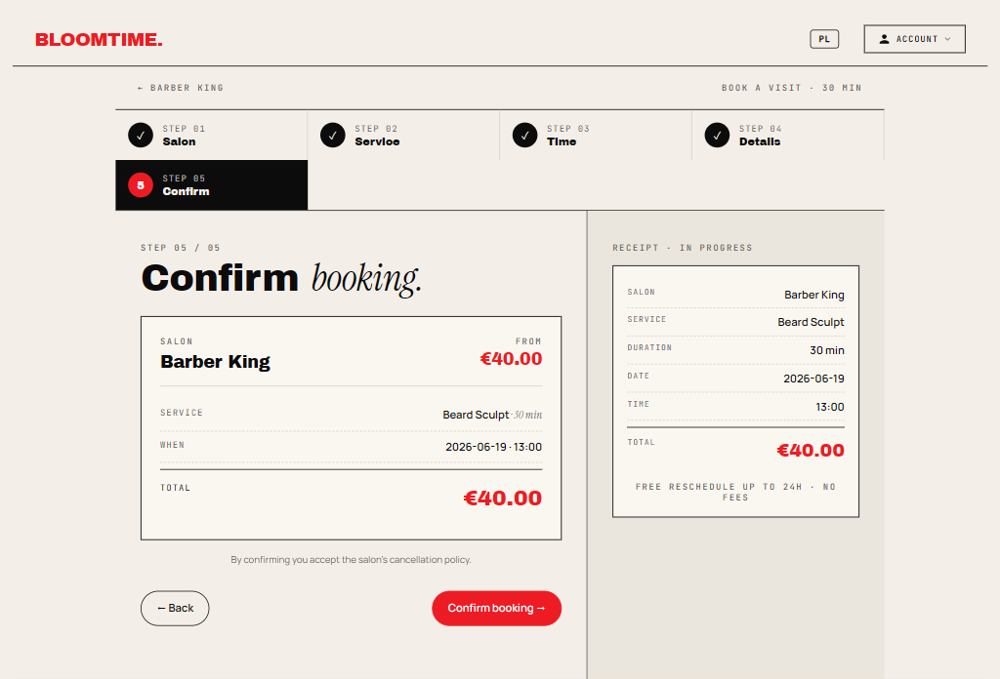 BLOOMTIME.
PL
ACCOUNT
← BARBER KING
BOOK A VISIT · 30 MIN
✓ STEP 01
Salon
✓ STEP 02
Service
✓ STEP 03
Time
✓ STEP 04
Details
5 STEP 05
Confirm
STEP 05 / 05
Confirm booking.
SALON
Barber King
FROM
€40.00
SERVICE Beard Sculpt · 30 min
WHEN 2026-06-19 · 13:00
TOTAL €40.00
By confirming you accept the salon's cancellation policy.
← Back
Confirm booking →
RECEIPT · IN PROGRESS
SALON Barber King
SERVICE Beard Sculpt
DURATION 30 min
DATE 2026-06-19
TIME 13:00
TOTAL €40.00
FREE RESCHEDULE UP TO 24H · NO
FEES